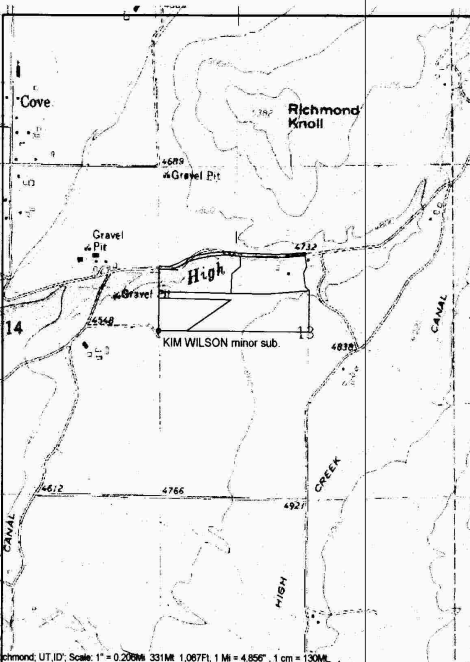 Cove
Richmond
Knoll
4689
Gravel Pit
Gravel
Pit
4732
High
Gravel Pit
14
4548
KIM WILSON minor sub.
13
4838
CANAL
4612
4766
4921
CREEK
HIGH
CANAL
chmond; UT,ID; Scale: 1" = 0.206Mi 331Mt 1,067Ft, 1 Mi = 4.856", 1 cm = 130Mt